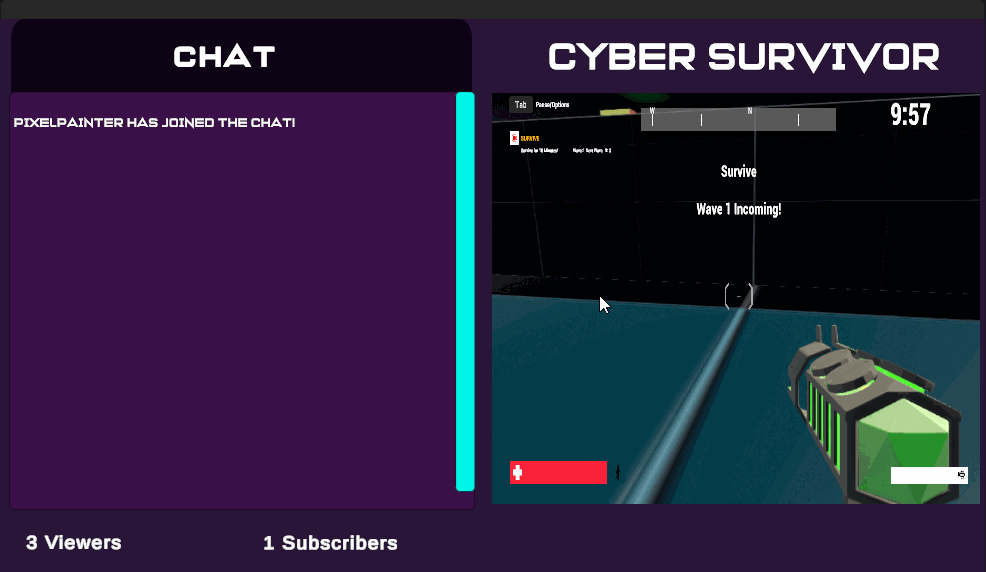 CHAT
CYBER SURVIVOR
PIXELPAINTER HAS JOINED THE CHAT!
Tab Pause/Options
W N
9:57
SURVIVE
Survive
Wave 1 Incoming!
3 Viewers
1 Subscribers